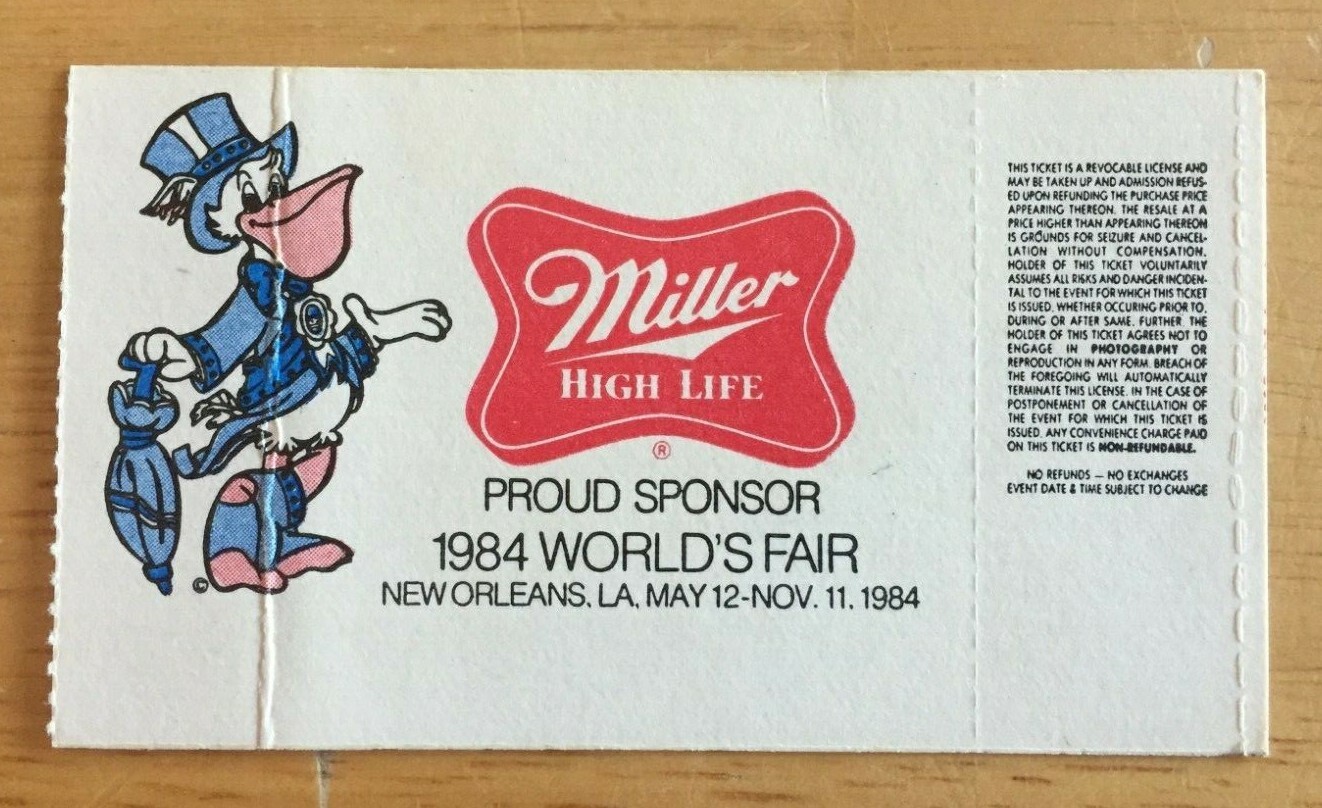 Miller
HIGH LIFE
®
PROUD SPONSOR
1984 WORLD'S FAIR
NEW ORLEANS, LA, MAY 12-NOV. 11, 1984
©
THIS TICKET IS A REVOCABLE LICENSE AND
MAY BE TAKEN UP AND ADMISSION REFUS-
ED UPON REFUNDING THE PURCHASE PRICE
APPEARING THEREON. THE RESALE AT A
PRICE HIGHER THAN APPEARING THEREON
IS GROUNDS FOR SEIZURE AND CANCEL-
LATION WITHOUT COMPENSATION.
HOLDER OF THIS TICKET VOLUNTARILY
ASSUMES ALL RISKS AND DANGER INCIDEN-
TAL TO THE EVENT FOR WHICH THIS TICKET
IS ISSUED, WHETHER OCCURING PRIOR TO,
DURING OR AFTER SAME. FURTHER, THE
HOLDER OF THIS TICKET AGREES NOT TO
ENGAGE IN PHOTOGRAPHY OR
REPRODUCTION IN ANY FORM. BREACH OF
THE FOREGOING WILL AUTOMATICALLY
TERMINATE THIS LICENSE. IN THE CASE OF
POSTPONEMENT OR CANCELLATION OF
THE EVENT FOR WHICH THIS TICKET IS
ISSUED, ANY CONVENIENCE CHARGE PAID
ON THIS TICKET IS NON-REFUNDABLE.
NO REFUNDS — NO EXCHANGES
EVENT DATE & TIME SUBJECT TO CHANGE